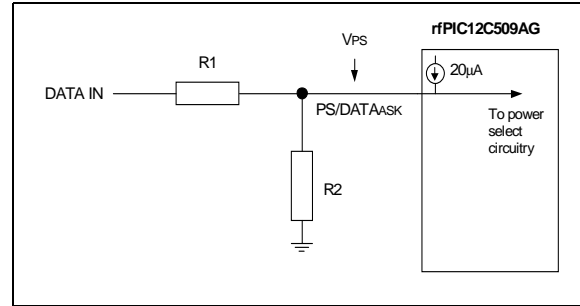 rfPIC12C509AG
VPS
R1
20µA
DATA IN
PS/DATAASK
To power
select
circuitry
R2